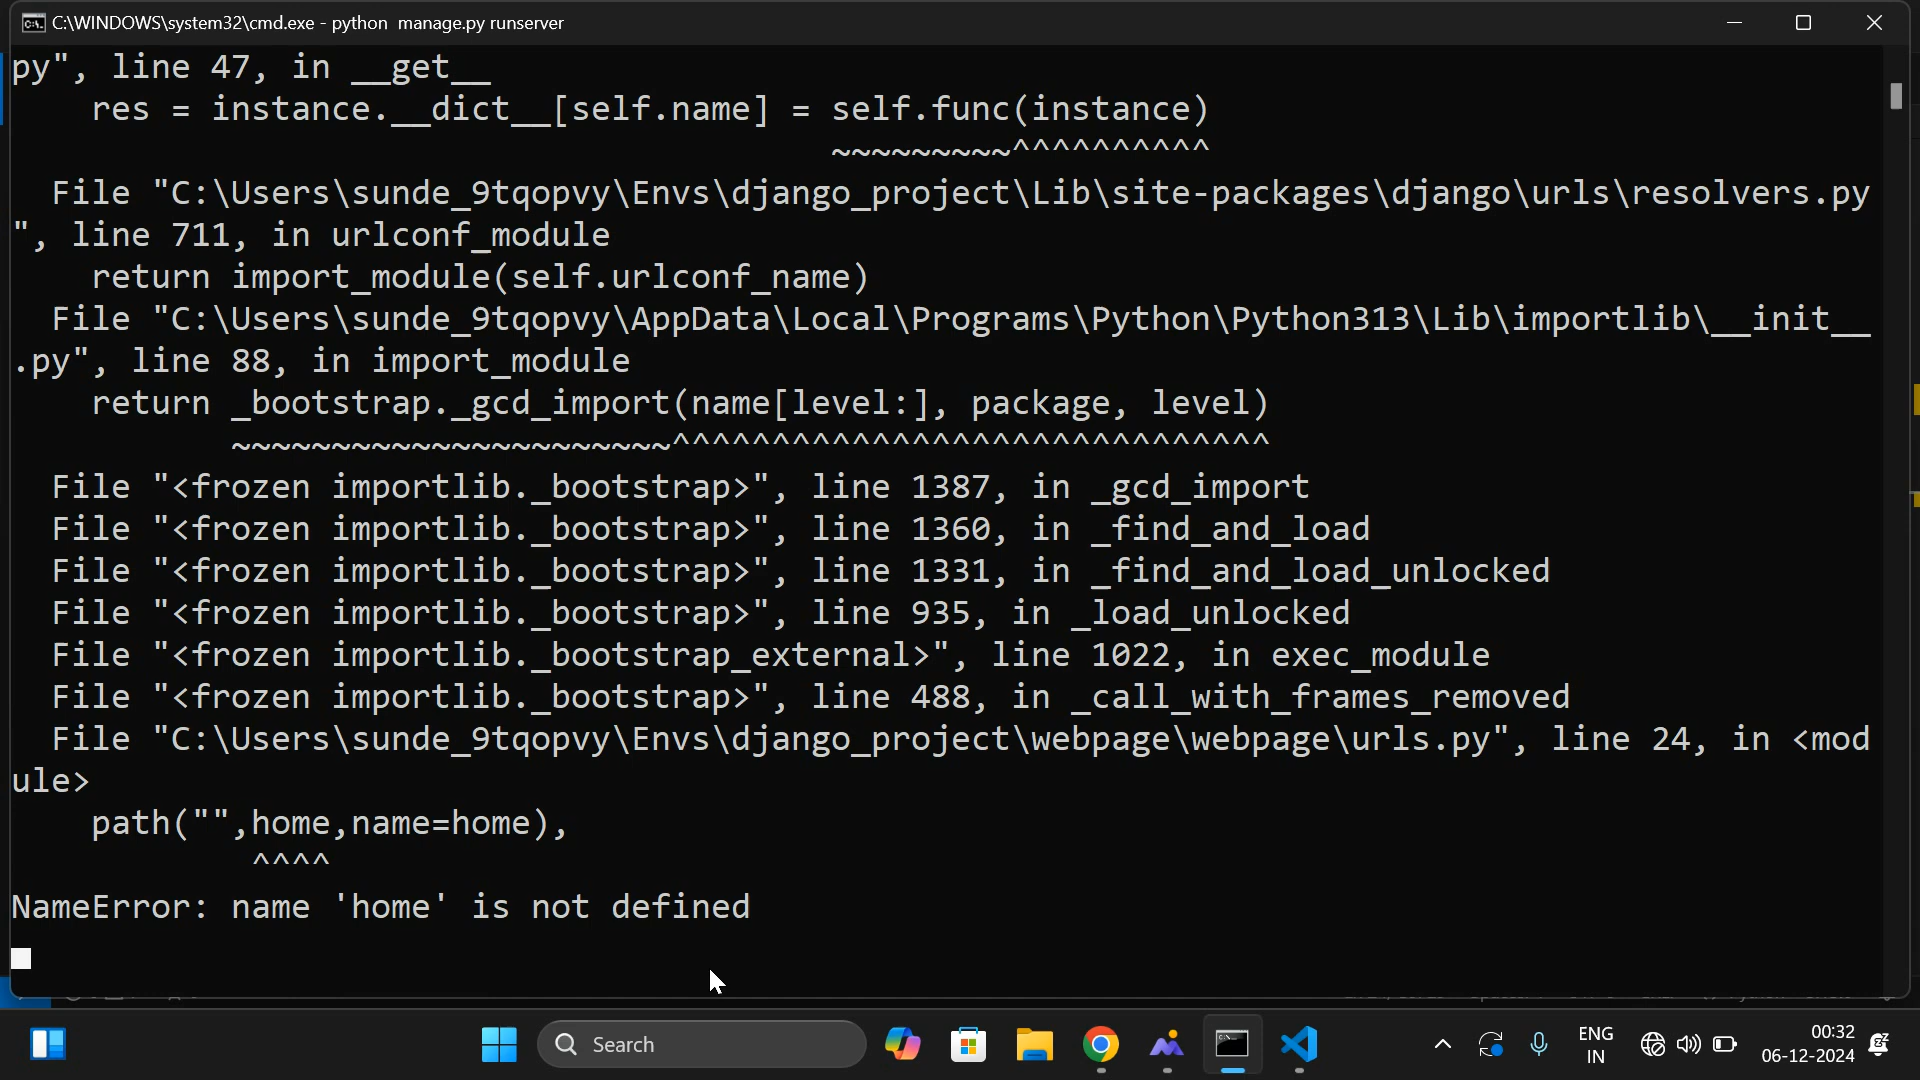 C:\WINDOWS\system32\cmd.exe - python  manage.py runserver
py", line 47, in __get__
    res = instance.__dict__[self.name] = self.func(instance)
                                         ~~~~~~~~~^^^^^^^^^^
  File "C:\Users\sunde_9tqopvy\Envs\django_project\Lib\site-packages\django\urls\resolvers.py
", line 711, in urlconf_module
    return import_module(self.urlconf_name)
  File "C:\Users\sunde_9tqopvy\AppData\Local\Programs\Python\Python313\Lib\importlib\__init__
.py", line 88, in import_module
    return _bootstrap._gcd_import(name[level:], package, level)
           ~~~~~~~~~~~~~~~~~~~~~~^^^^^^^^^^^^^^^^^^^^^^^^^^^^^^
  File "<frozen importlib._bootstrap>", line 1387, in _gcd_import
  File "<frozen importlib._bootstrap>", line 1360, in _find_and_load
  File "<frozen importlib._bootstrap>", line 1331, in _find_and_load_unlocked
  File "<frozen importlib._bootstrap>", line 935, in _load_unlocked
  File "<frozen importlib._bootstrap_external>", line 1022, in exec_module
  File "<frozen importlib._bootstrap>", line 488, in _call_with_frames_removed
  File "C:\Users\sunde_9tqopvy\Envs\django_project\webpage\webpage\urls.py", line 24, in <mod
ule>
    path("",home,name=home),
            ^^^^
NameError: name 'home' is not defined
Search
ENG
IN
00:32
06-12-2024